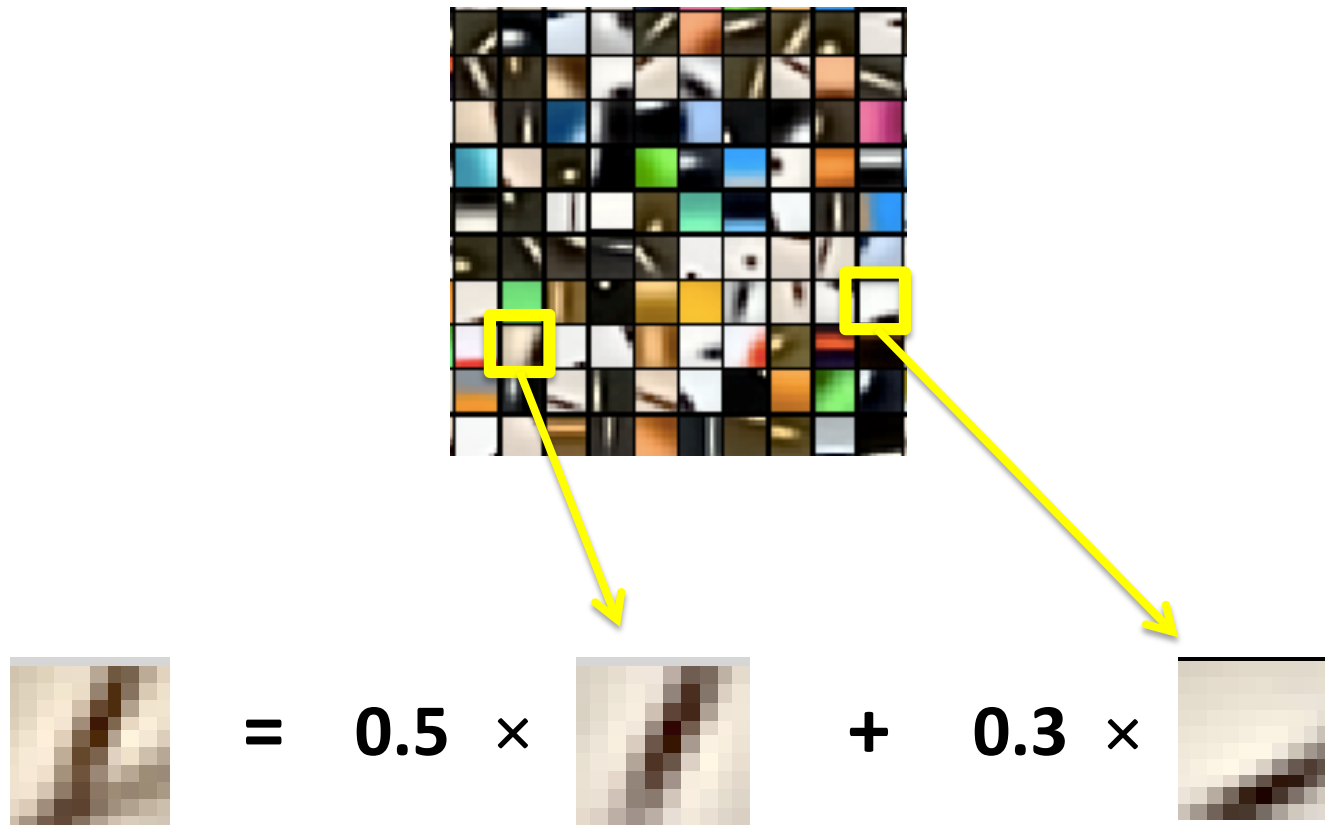 = 0.5 × + 0.3 ×